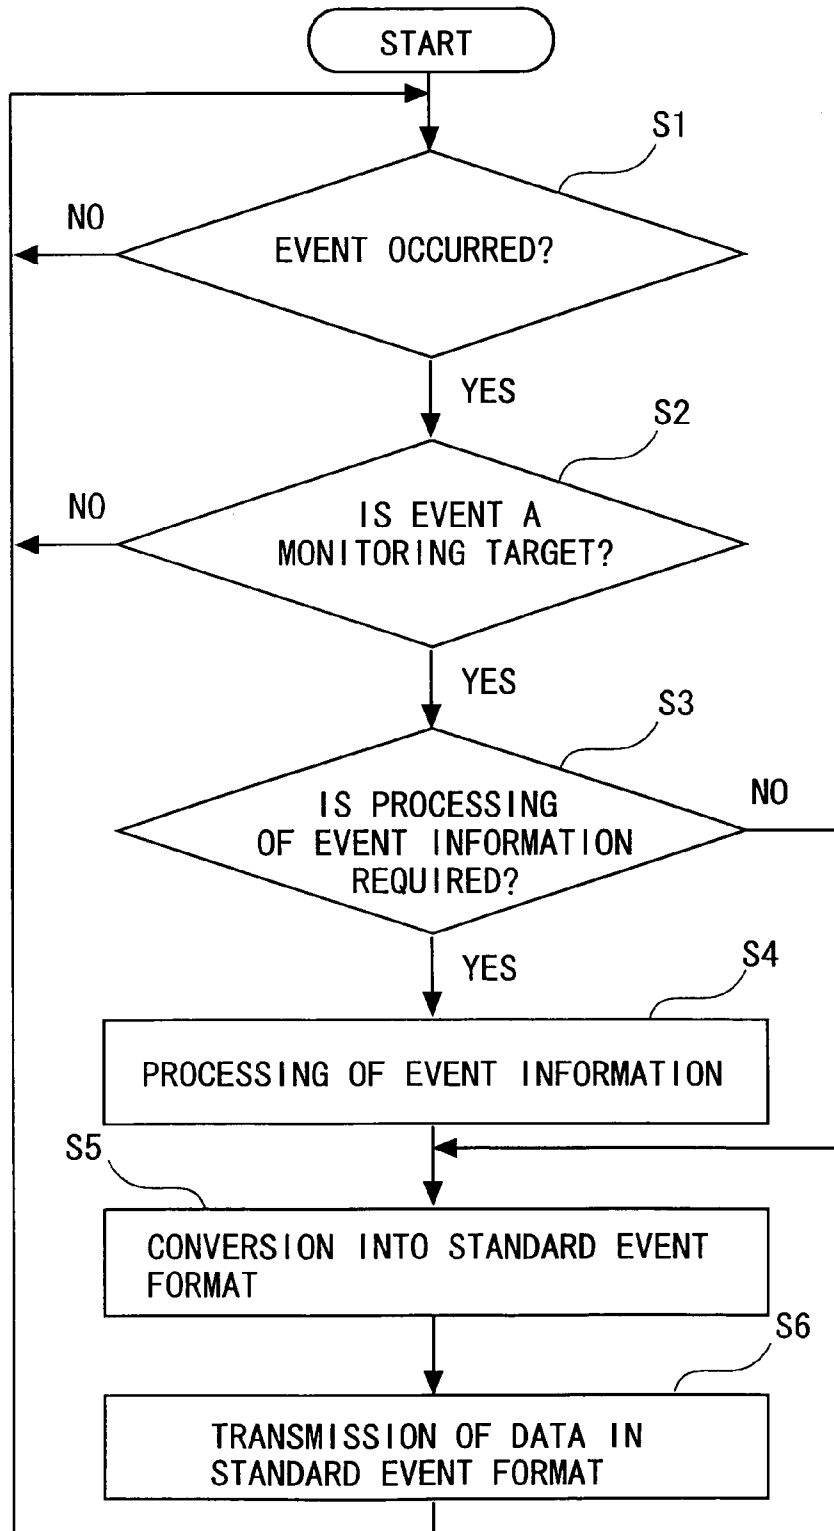 START
S1
NO
EVENT OCCURRED?
YES
S2
NO
IS EVENT A
MONITORING TARGET?
YES
S3
NO
IS PROCESSING
OF EVENT INFORMATION
REQUIRED?
YES
S4
PROCESSING OF EVENT INFORMATION
S5
CONVERSION INTO STANDARD EVENT
FORMAT
S6
TRANSMISSION OF DATA IN
STANDARD EVENT FORMAT